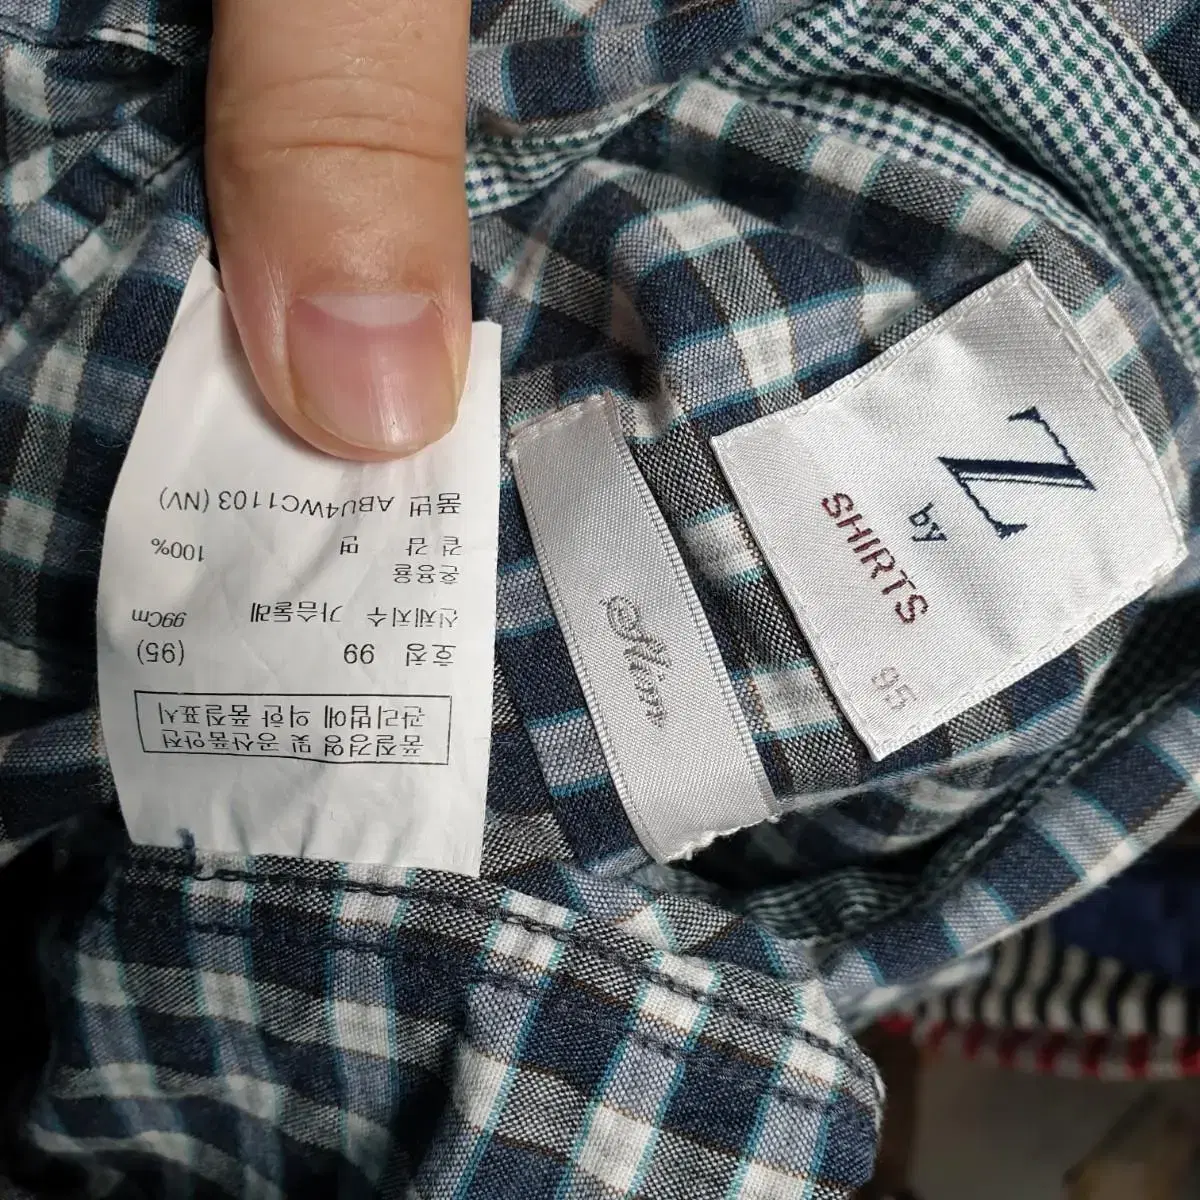 품질경영 및 공산품안전
관리법에 의한 품질표시
호칭 99 (95)
신체치수 가슴둘레 99Cm
혼용율
겉감 면 100%
품번 ABU4WC1103 (NV)
Slim
Z
by
SHIRTS
95